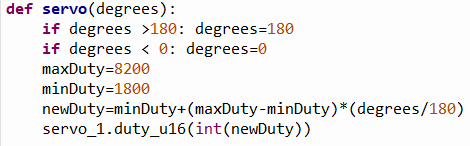 def servo(degrees):
    if degrees >180: degrees=180
    if degrees < 0: degrees=0
    maxDuty=8200
    minDuty=1800
    newDuty=minDuty+(maxDuty-minDuty)*(degrees/180)
    servo_1.duty_u16(int(newDuty))